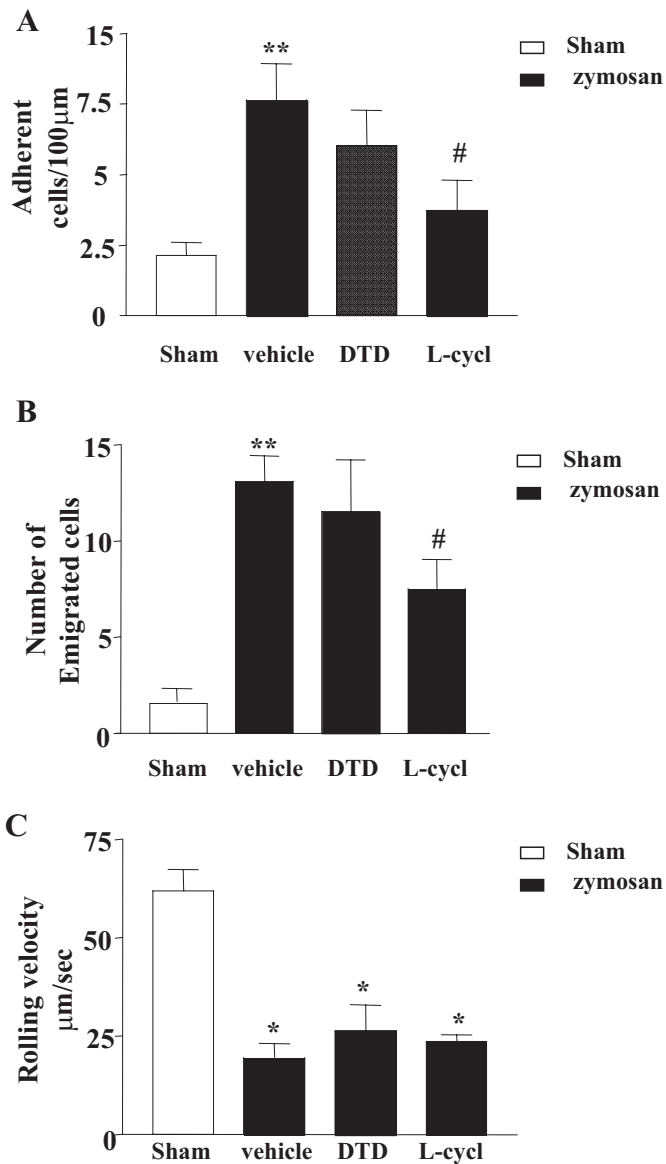 A
Adherent
cells/100μm
15
7.5
5
2.5
0
**
#
Sham
vehicle
DTD
L-cycl
Sham
zymosan
B
Number of
Emigrated cells
15
10
5
0
**
#
Sham
vehicle
DTD
L-cycl
Sham
zymosan
C
Rolling velocity
μm/sec
75
50
25
0
*
*
*
Sham
vehicle
DTD
L-cycl
Sham
zymosan